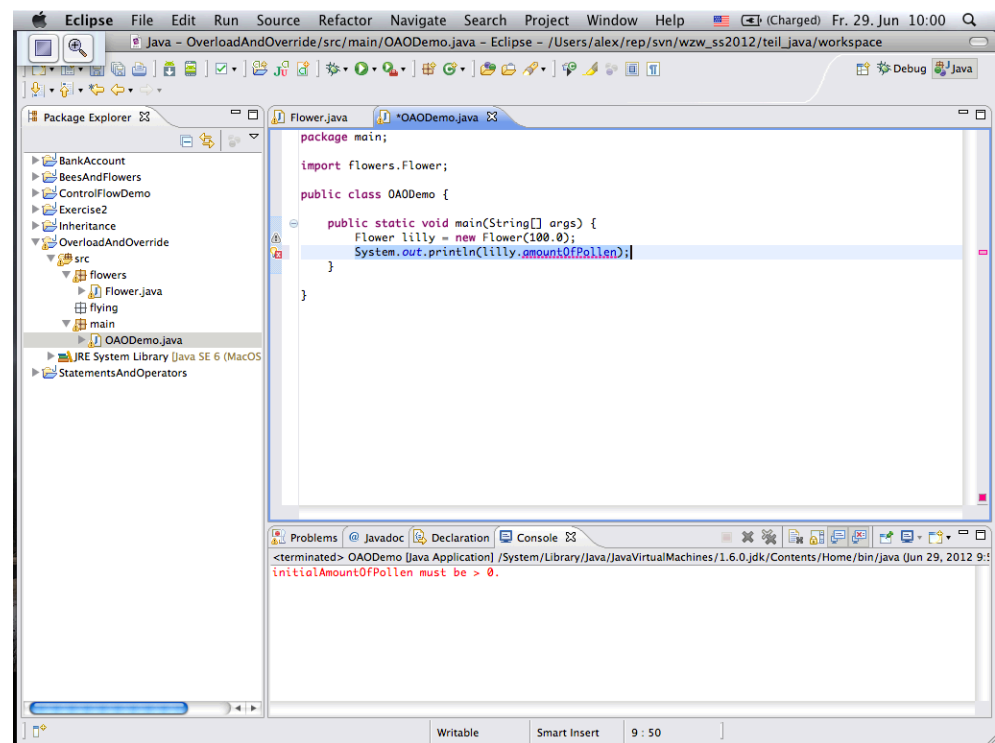 Eclipse File Edit Run Source Refactor Navigate Search Project Window Help (Charged) Fr. 29. Jun 10:00
Java – OverloadAndOverride/src/main/OAODemo.java – Eclipse – /Users/alex/rep/svn/wzw_ss2012/teil_java/workspace
Debug Java
Package Explorer
BankAccount
BeesAndFlowers
ControlFlowDemo
Exercise2
Inheritance
OverloadAndOverride
src
flowers
Flower.java
flying
main
OAODemo.java
JRE System Library [Java SE 6 (MacOS
StatementsAndOperators
Flower.java *OAODemo.java
package main;
import flowers.Flower;
public class OAODemo {
public static void main(String[] args) {
Flower lilly = new Flower(100.0);
System.out.println(lilly.amountOfPollen);
}
}
Problems @ Javadoc Declaration Console
<terminated> OAODemo [Java Application] /System/Library/Java/JavaVirtualMachines/1.6.0.jdk/Contents/Home/bin/java (Jun 29, 2012 9:5
initialAmountOfPollen must be > 0.
Writable Smart Insert 9 : 50